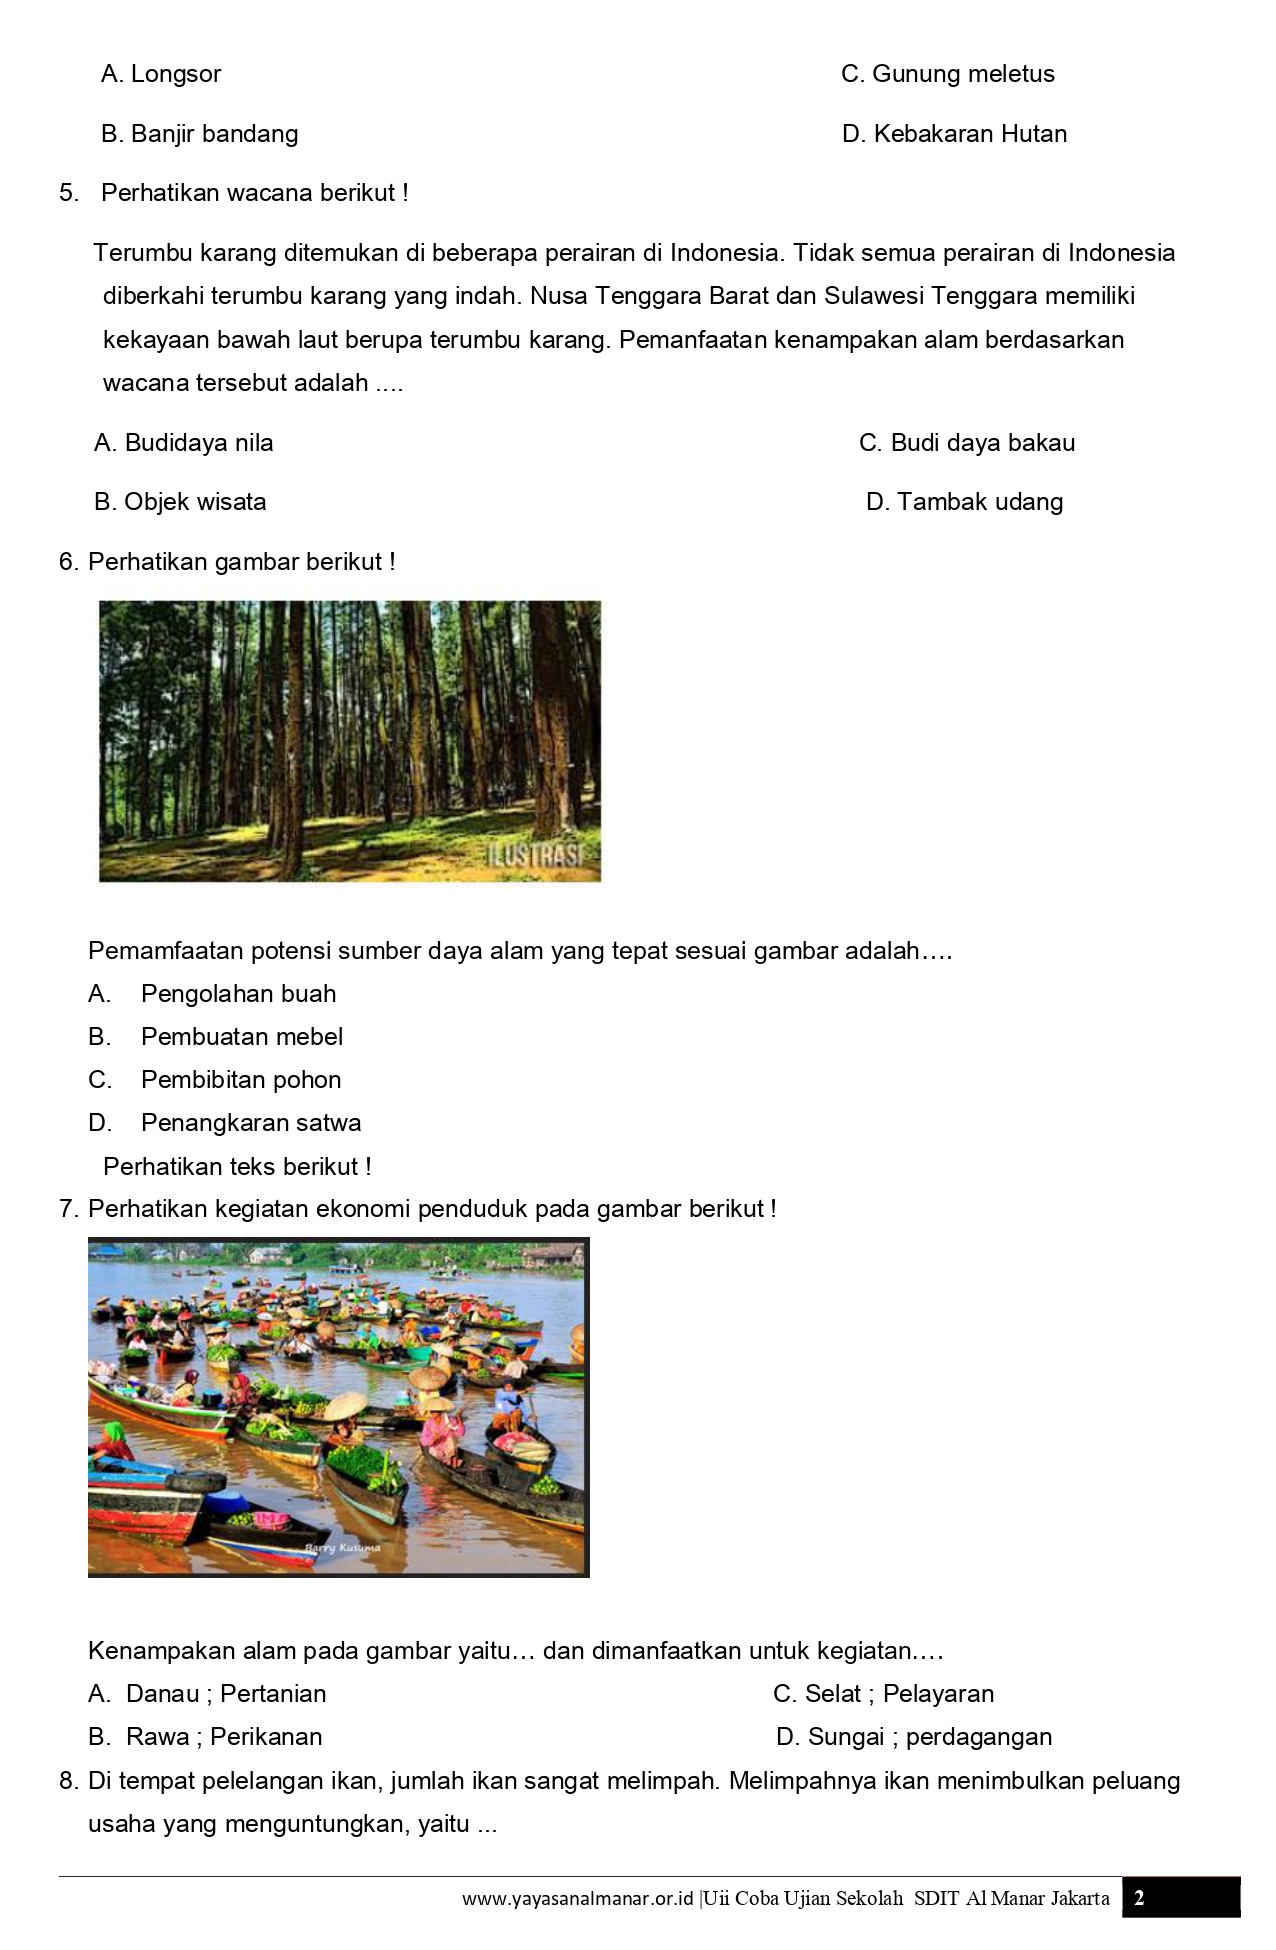 A. Longsor C. Gunung meletus
B. Banjir bandang D. Kebakaran Hutan
5. Perhatikan wacana berikut !
Terumbu karang ditemukan di beberapa perairan di Indonesia. Tidak semua perairan di Indonesia
diberkahi terumbu karang yang indah. Nusa Tenggara Barat dan Sulawesi Tenggara memiliki
kekayaan bawah laut berupa terumbu karang. Pemanfaatan kenampakan alam berdasarkan
wacana tersebut adalah ....
A. Budidaya nila C. Budi daya bakau
B. Objek wisata D. Tambak udang
6. Perhatikan gambar berikut !
ILUSTRASI
Pemamfaatan potensi sumber daya alam yang tepat sesuai gambar adalah....
A. Pengolahan buah
B. Pembuatan mebel
C. Pembibitan pohon
D. Penangkaran satwa
Perhatikan teks berikut !
7. Perhatikan kegiatan ekonomi penduduk pada gambar berikut !
Barry Kusuma
Kenampakan alam pada gambar yaitu... dan dimanfaatkan untuk kegiatan....
A. Danau ; Pertanian C. Selat ; Pelayaran
B. Rawa ; Perikanan D. Sungai ; perdagangan
8. Di tempat pelelangan ikan, jumlah ikan sangat melimpah. Melimpahnya ikan menimbulkan peluang
usaha yang menguntungkan, yaitu ...
www.yayasanalmanar.or.id |Uii Coba Ujian Sekolah SDIT Al Manar Jakarta 2